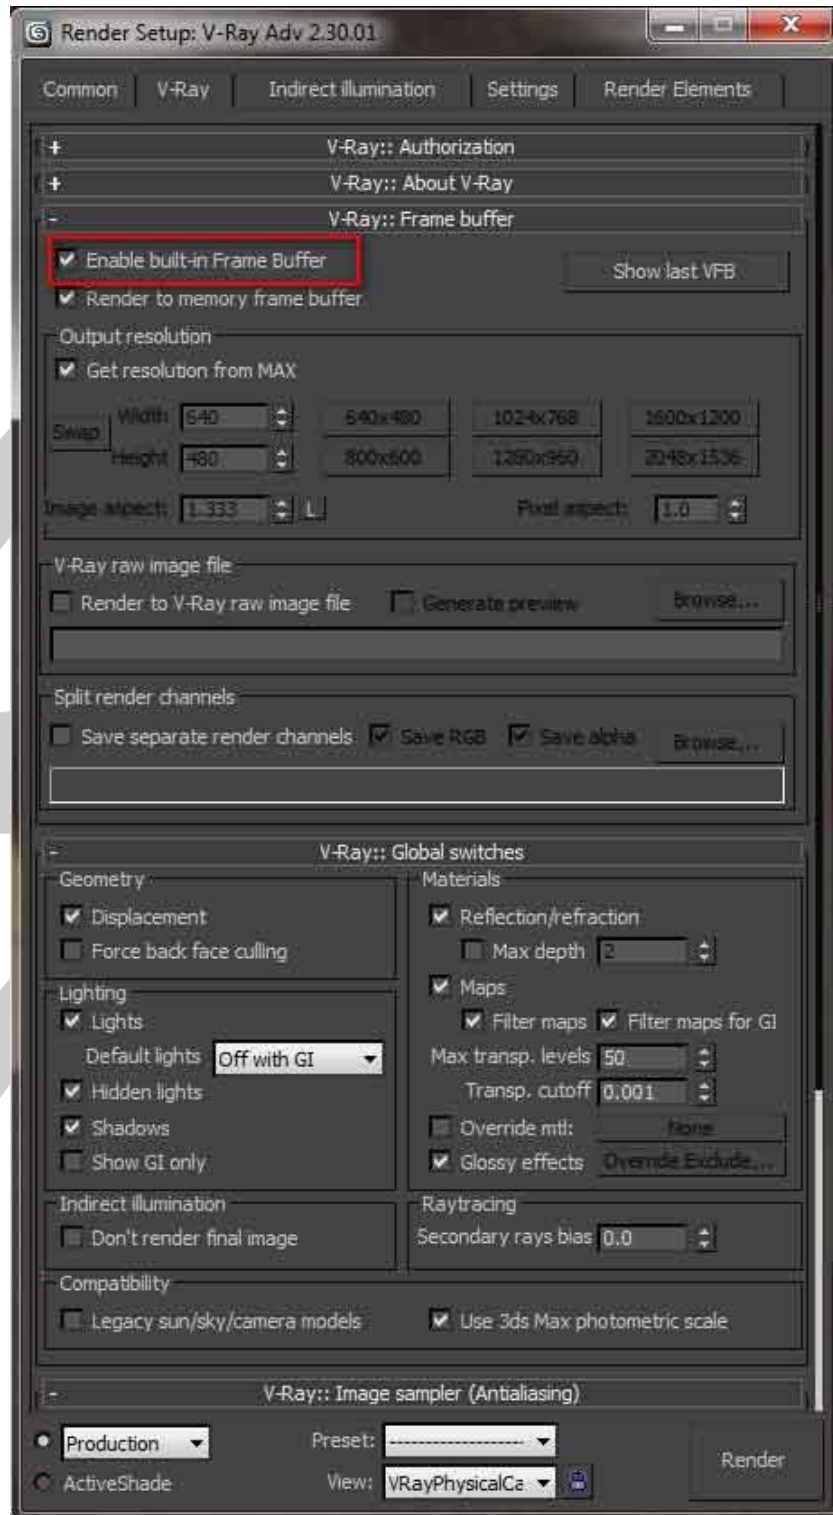 Render Setup: V-Ray Adv 2.30.01
Common V-Ray Indirect illumination Settings Render Elements
+ V-Ray:: Authorization
+ V-Ray:: About V-Ray
- V-Ray:: Frame buffer
Enable built-in Frame Buffer
Show last VFB
Render to memory frame buffer
Output resolution
Get resolution from MAX
Swap
Width 640 640x480 1024x768 1600x1200
Height 480 800x600 1280x960 2048x1536
Image aspect: 1.333 L Pixel aspect: 1.0
V-Ray raw image file
Render to V-Ray raw image file Generate preview Browse...
Split render channels
Save separate render channels Save RGB Save alpha Browse...
- V-Ray:: Global switches
Geometry
Displacement
Force back face culling
Lighting
Lights
Default lights Off with GI
Hidden lights
Shadows
Show GI only
Materials
Reflection/refraction
Max depth 2
Maps
Filter maps Filter maps for GI
Max transp. levels 50
Transp. cutoff 0.001
Override mtl: None
Glossy effects Override Exclude...
Indirect illumination
Don't render final image
Raytracing
Secondary rays bias 0.0
Compatibility
Legacy sun/sky/camera models Use 3ds Max photometric scale
- V-Ray:: Image sampler (Antialiasing)
Production Preset: --------------------
ActiveShade View: VRayPhysicalCa
Render